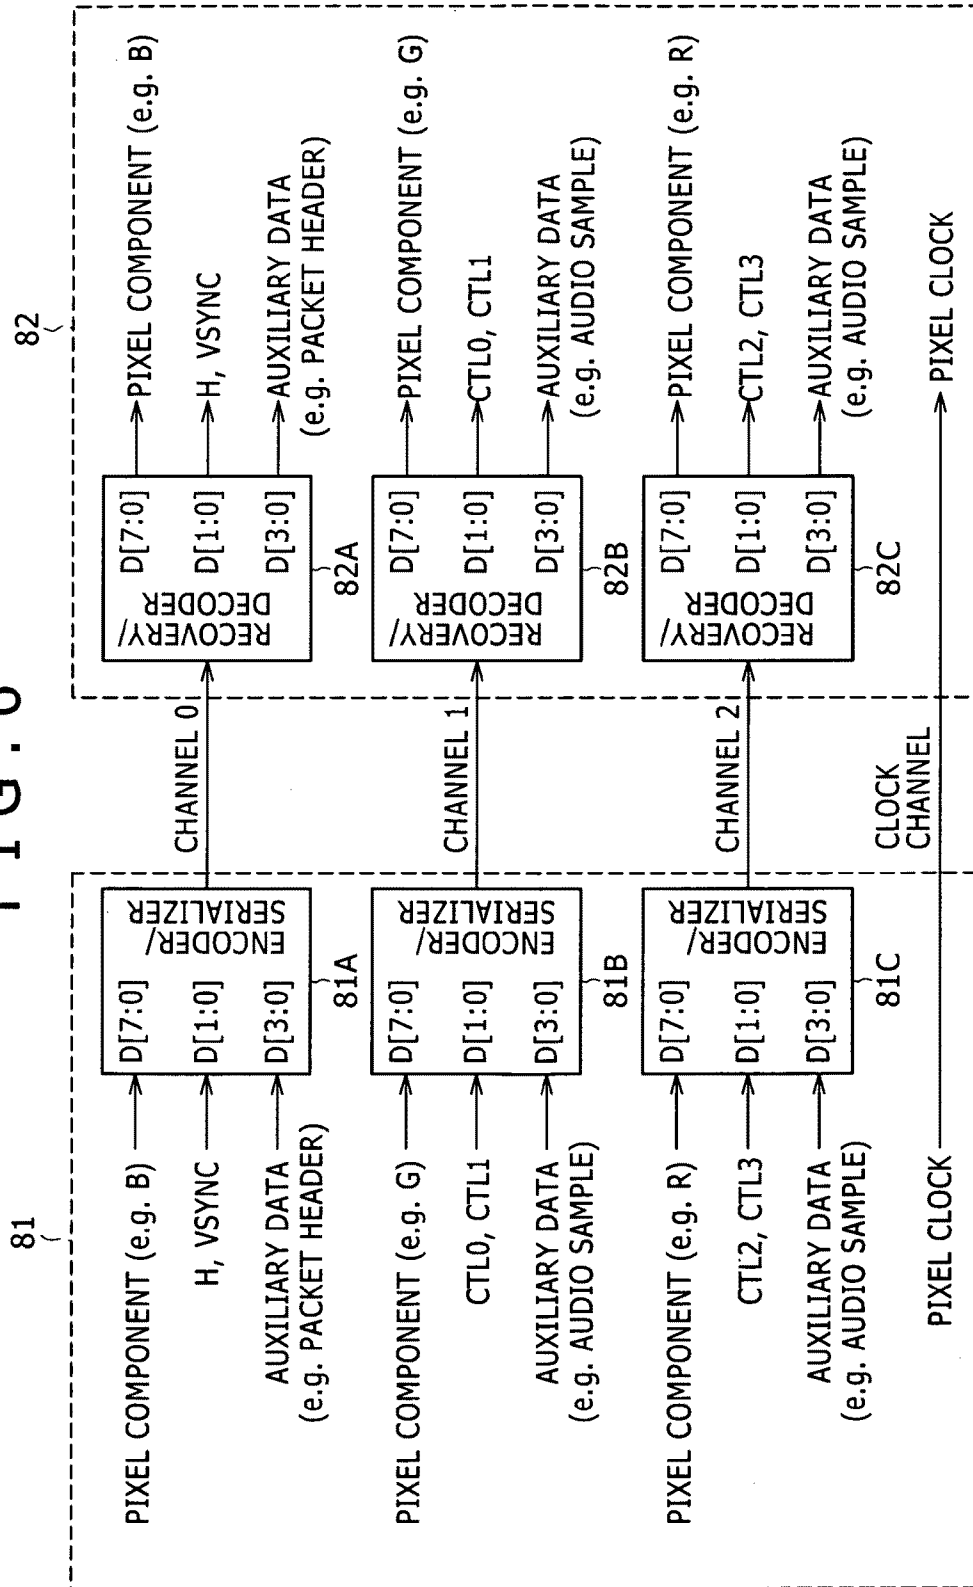 81
82
PIXEL COMPONENT (e.g. B)
H, VSYNC
AUXILIARY DATA
(e.g. PACKET HEADER)
D[7:0]
D[1:0]
D[3:0]
ENCODER/
SERIALIZER
81A
CHANNEL 0
RECOVERY/
DECODER
D[7:0]
D[1:0]
D[3:0]
82A
PIXEL COMPONENT (e.g. B)
H, VSYNC
AUXILIARY DATA
(e.g. PACKET HEADER)
PIXEL COMPONENT (e.g. G)
CTL0, CTL1
AUXILIARY DATA
(e.g. AUDIO SAMPLE)
D[7:0]
D[1:0]
D[3:0]
ENCODER/
SERIALIZER
81B
CHANNEL 1
RECOVERY/
DECODER
D[7:0]
D[1:0]
D[3:0]
82B
PIXEL COMPONENT (e.g. G)
CTL0, CTL1
AUXILIARY DATA
(e.g. AUDIO SAMPLE)
PIXEL COMPONENT (e.g. R)
CTL2, CTL3
AUXILIARY DATA
(e.g. AUDIO SAMPLE)
D[7:0]
D[1:0]
D[3:0]
ENCODER/
SERIALIZER
81C
CHANNEL 2
RECOVERY/
DECODER
D[7:0]
D[1:0]
D[3:0]
82C
PIXEL COMPONENT (e.g. R)
CTL2, CTL3
AUXILIARY DATA
(e.g. AUDIO SAMPLE)
PIXEL CLOCK
CLOCK
CHANNEL
PIXEL CLOCK